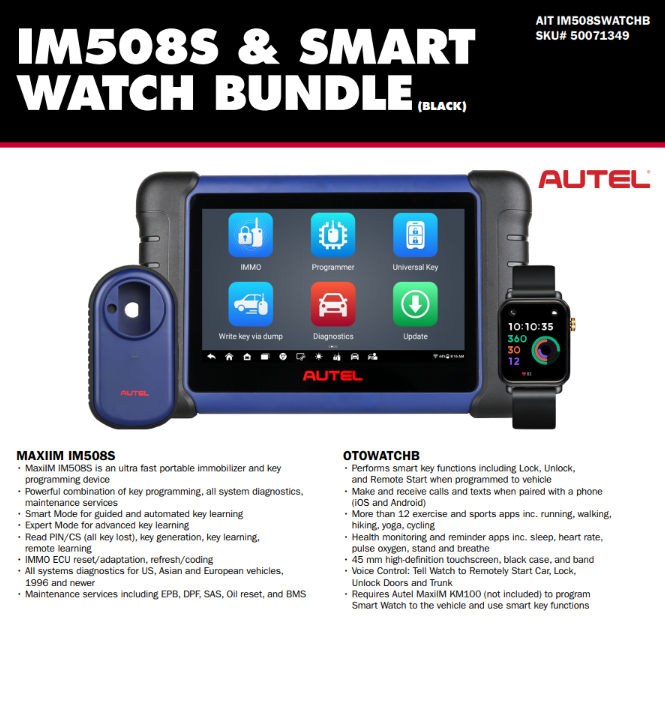 IM508S & SMART
WATCH BUNDLE (BLACK)
AIT IM508SWATCHB
SKU# 50071349
AUTEL®
IMMO
Programmer
Universal Key
Write key via dump
Diagnostics
Update
AUTEL
AUTEL
10:10:35
360
30
12
MAXIIM IM508S
· MaxiIM IM508S is an ultra fast portable immobilizer and key
programming device
· Powerful combination of key programming, all system diagnostics,
maintenance services
· Smart Mode for guided and automated key learning
· Expert Mode for advanced key learning
· Read PIN/CS (all key lost), key generation, key learning,
remote learning
· IMMO ECU reset/adaptation, refresh/coding
· All systems diagnostics for US, Asian and European vehicles,
1996 and newer
· Maintenance services including EPB, DPF, SAS, Oil reset, and BMS
OTOWATCHB
· Performs smart key functions including Lock, Unlock,
and Remote Start when programmed to vehicle
· Make and receive calls and texts when paired with a phone
(iOS and Android)
· More than 12 exercise and sports apps inc. running, walking,
hiking, yoga, cycling
· Health monitoring and reminder apps inc. sleep, heart rate,
pulse oxygen, stand and breathe
· 45 mm high-definition touchscreen, black case, and band
· Voice Control: Tell Watch to Remotely Start Car, Lock,
Unlock Doors and Trunk
· Requires Autel MaxiIM KM100 (not included) to program
Smart Watch to the vehicle and use smart key functions